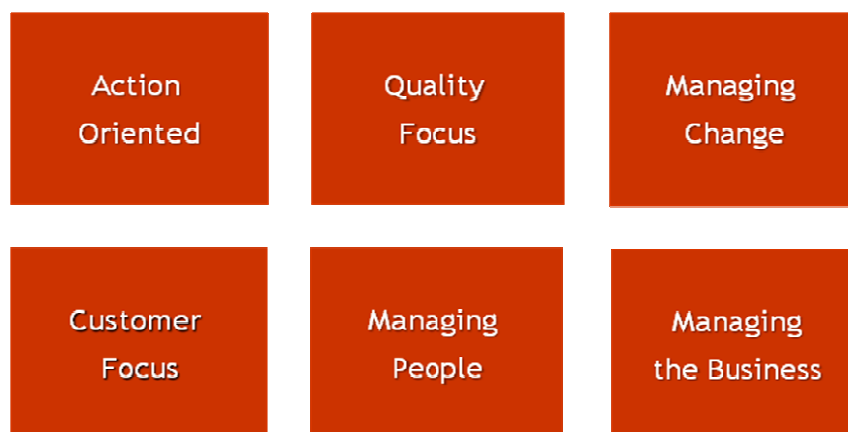 Action
Oriented
Quality
Focus
Managing
Change
Customer
Focus
Managing
People
Managing
the Business